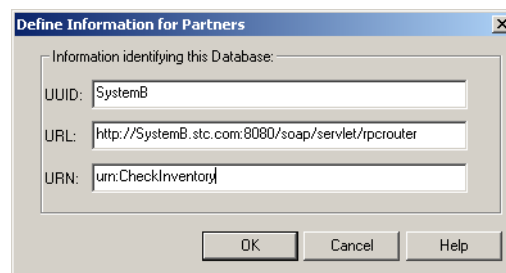 Define Information for Partners
Information identifying this Database:
UUID: SystemB
URL: http://SystemB.stc.com:8080/soap/servlet/rpcrouter
URN: urn:CheckInventory
OK Cancel Help